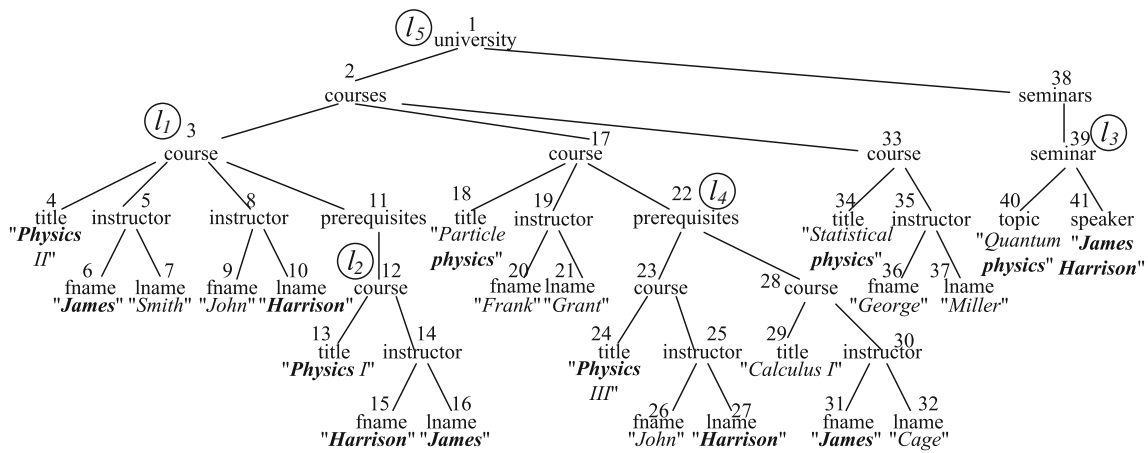 l5 1
university
2 38
courses seminars
l1 3 17 33 39 l3
course course course seminar
4 5 8 11 18 19 22 l4 34 35 40 41
title instructor instructor prerequisites title instructor prerequisites title instructor topic speaker
"Physics "Particle "Statistical "Quantum "James
II" physics" physics" physics" Harrison"
6 7 9 10 l2 12 20 21 23 28 36 37
fname lname fname lname course fname lname course course fname lname
"James" "Smith" "John" "Harrison" "Frank" "Grant" "George" "Miller"
13 14 24 25 29 30
title instructor title instructor title instructor
"Physics I" "Physics "Calculus I"
III"
15 16 26 27 31 32
fname lname fname lname fname lname
"Harrison" "James" "John" "Harrison" "James" "Cage"